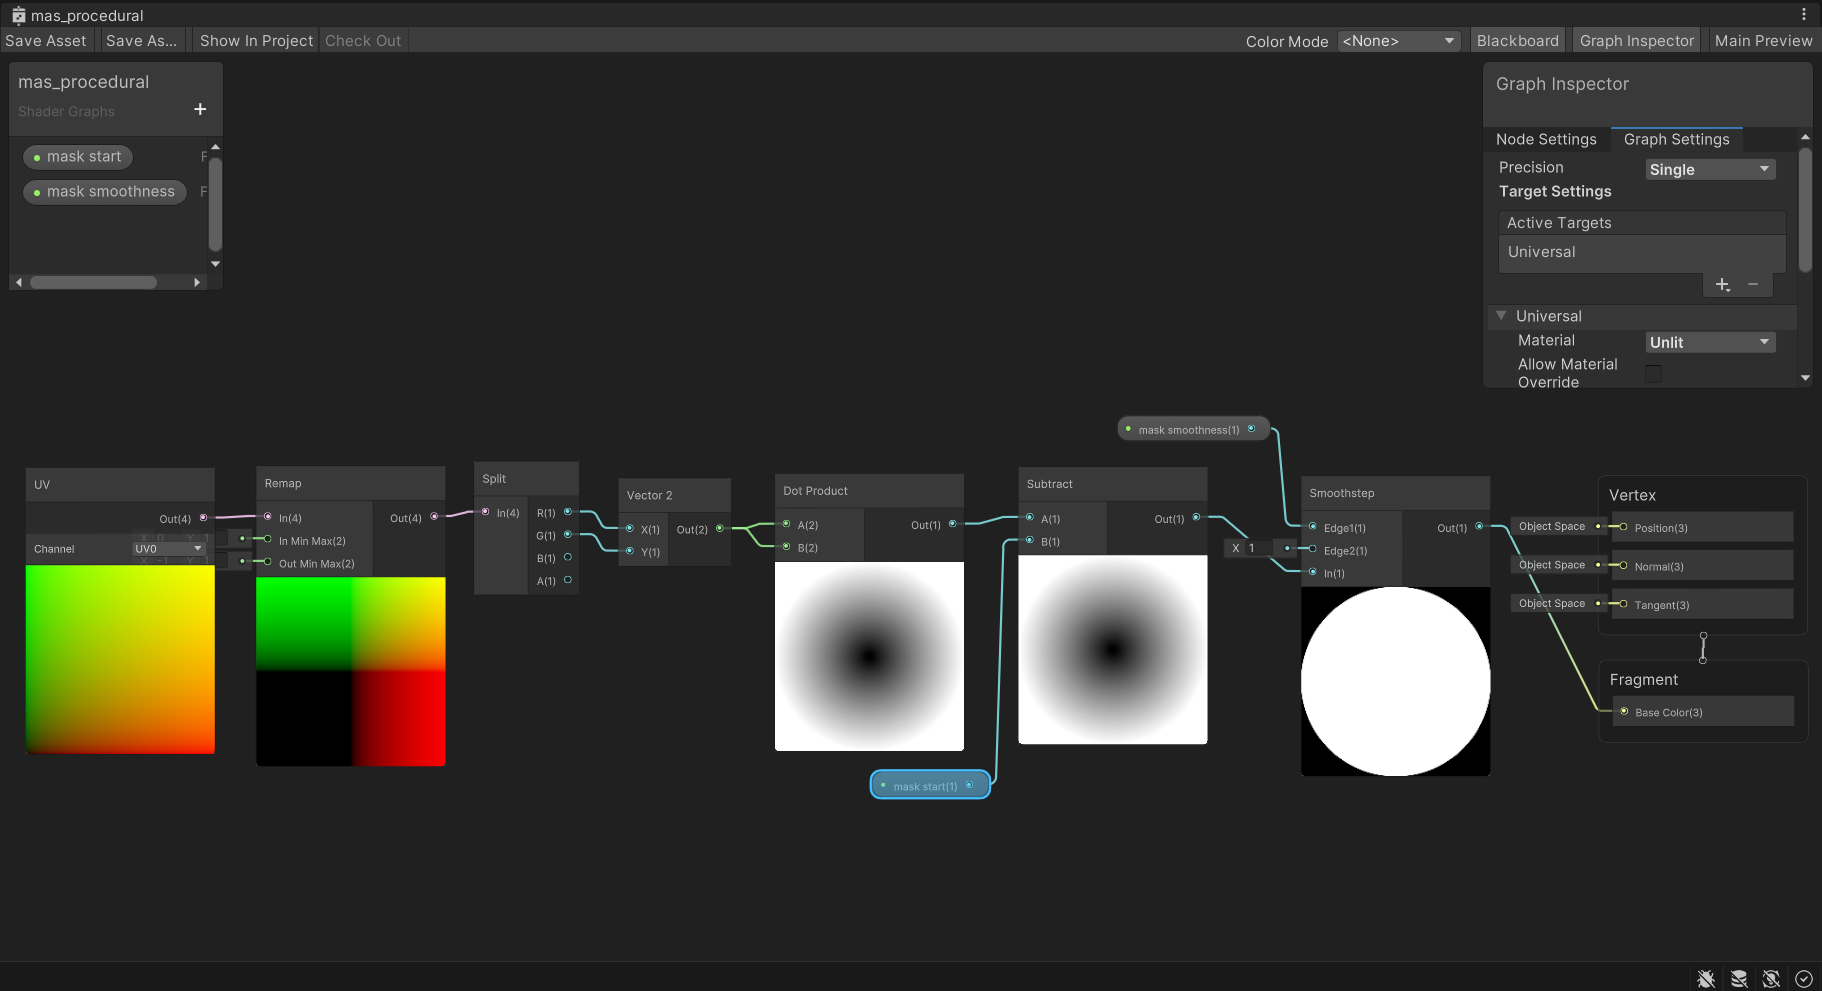 mas_procedural
Save Asset
Save As...
Show In Project
Check Out
Color Mode
<None>
Blackboard
Graph Inspector
Main Preview
mas_procedural
Shader Graphs
+
mask start
F
mask smoothness
F
Graph Inspector
Node Settings
Graph Settings
Precision
Single
Target Settings
Active Targets
Universal
Universal
Material
Unlit
Allow Material
Override
mask smoothness(1)
UV
Out(4)
Channel
UV0
Remap
In(4)
Out(4)
In Min Max(2)
Out Min Max(2)
X 0 Y 1
X -1 Y 1
Split
In(4)
R(1)
G(1)
B(1)
A(1)
Vector 2
X(1)
Out(2)
Y(1)
Dot Product
A(2)
Out(1)
B(2)
mask start(1)
Subtract
A(1)
Out(1)
B(1)
X 1
Smoothstep
Edge1(1)
Out(1)
Edge2(1)
In(1)
Vertex
Object Space
Position(3)
Object Space
Normal(3)
Object Space
Tangent(3)
Fragment
Base Color(3)